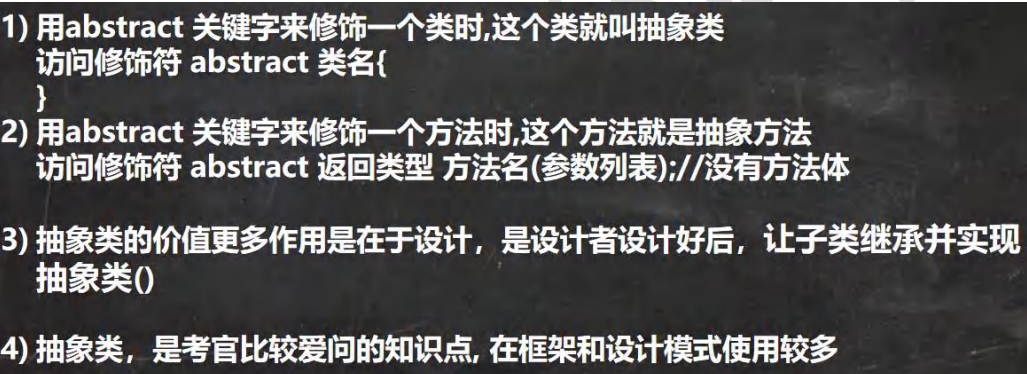 1) 用abstract 关键字来修饰一个类时,这个类就叫抽象类
访问修饰符 abstract 类名{
}
2) 用abstract 关键字来修饰一个方法时,这个方法就是抽象方法
访问修饰符 abstract 返回类型 方法名(参数列表);//没有方法体
3) 抽象类的价值更多作用是在于设计，是设计者设计好后，让子类继承并实现
抽象类()
4) 抽象类，是考官比较爱问的知识点, 在框架和设计模式使用较多